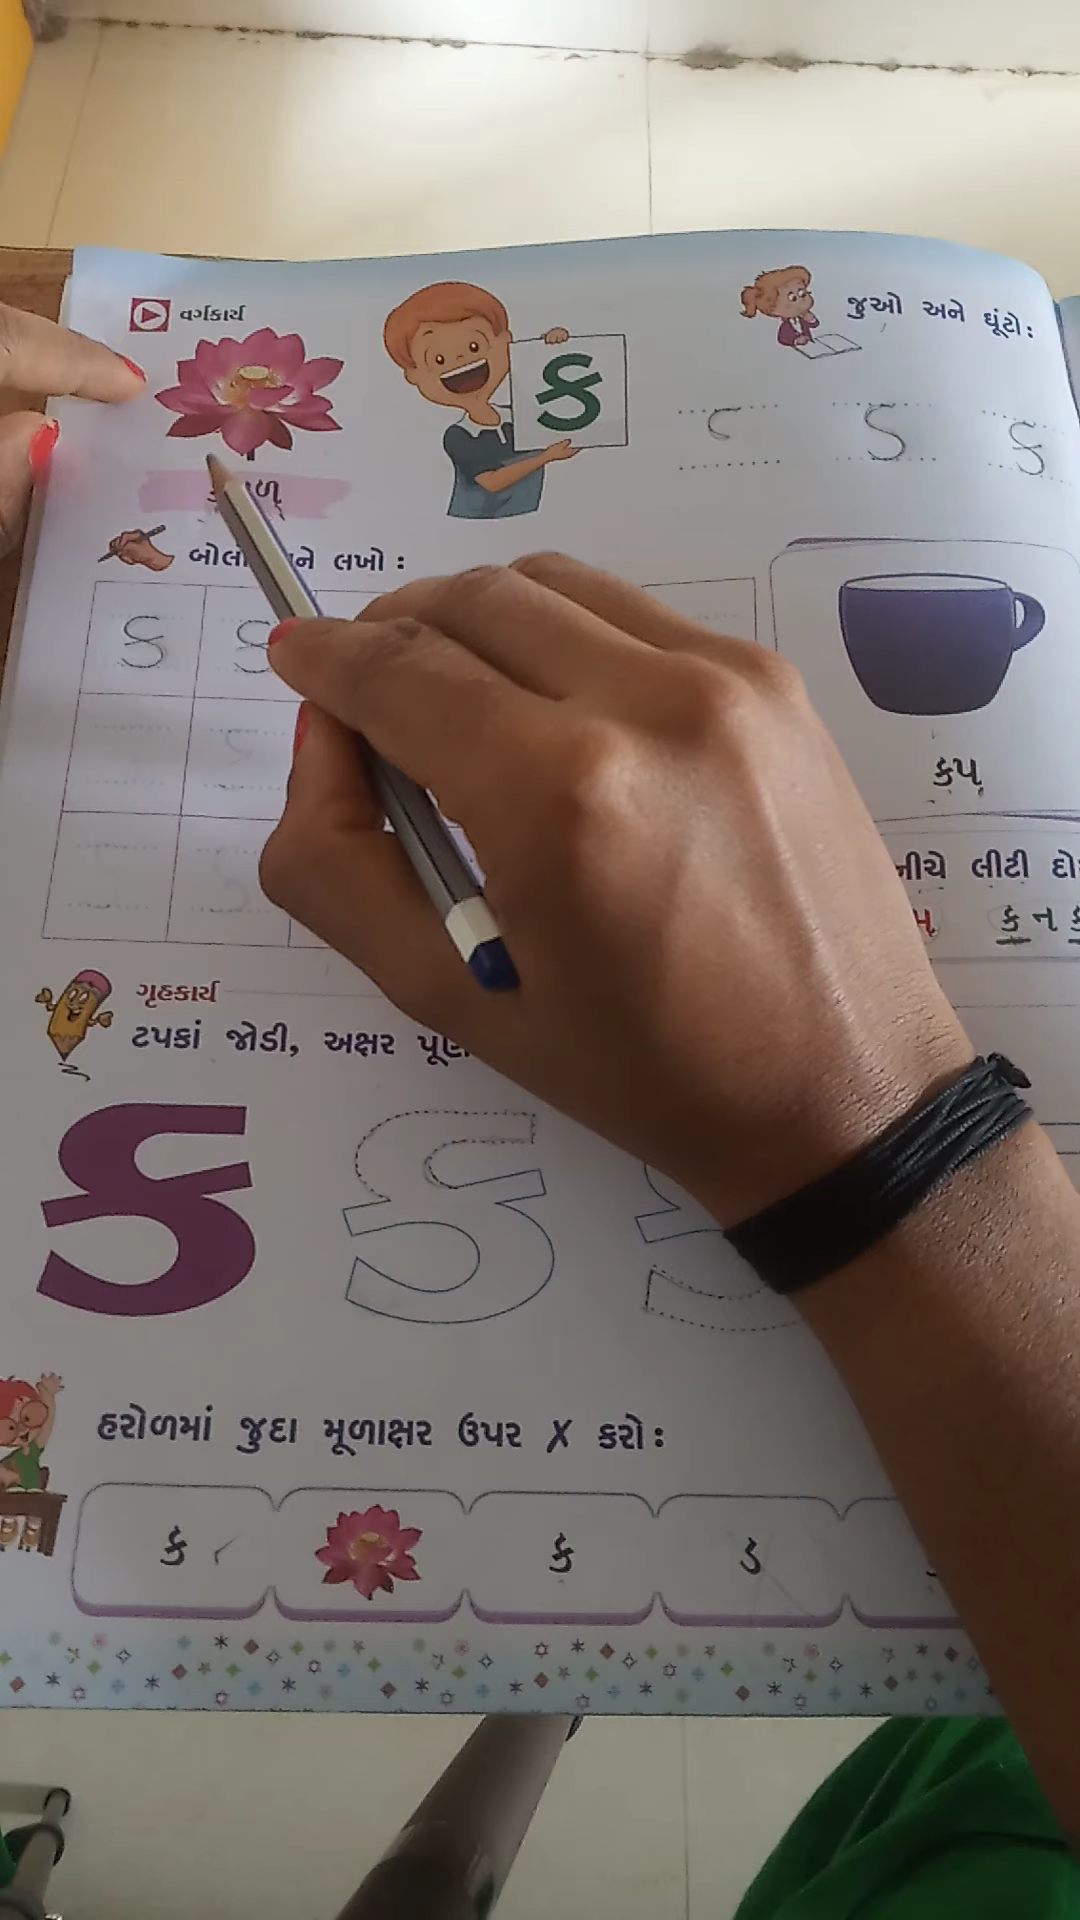 વર્ગકાર્ય
ક
જુઓ અને ઘૂંટો:
ક
લખો :
ક
કપ
નીચે લીટી
ક ન
ગૃહકાર્ય
ટપકાં જોડી, અક્ષર
ક ક
હરોળમાં જુદા મૂળાક્ષર ઉપર X કરો:
ક ક ડ